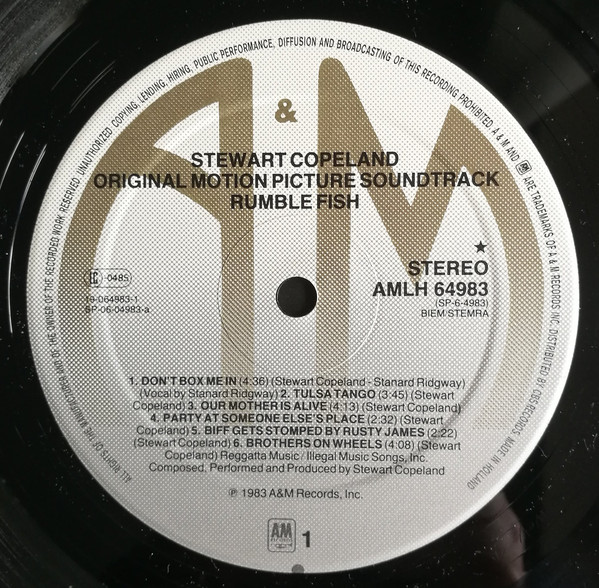 ALL RIGHTS OF THE MANUFACTURER AND OF THE OWNER OF THE RECORDED WORK RESERVED. UNAUTHORIZED COPYING, LENDING, HIRING, PUBLIC PERFORMANCE, DIFFUSION AND BROADCASTING OF THIS RECORDING PROHIBITED. A & M AND AM ARE TRADEMARKS OF A & M RECORDS INC. DISTRIBUTED BY CBS RECORDS. MADE IN HOLLAND
A & M
STEWART COPELAND
ORIGINAL MOTION PICTURE SOUNDTRACK
RUMBLE FISH
LC-0485
19-064983-1
SP-06-04983-a
★
STEREO
AMLH 64983
(SP-6-4983)
BIEM/STEMRA
1. DON'T BOX ME IN (4:36) (Stewart Copeland - Stanard Ridgway)
(Vocal by Stanard Ridgway) 2. TULSA TANGO (3:45) (Stewart
Copeland) 3. OUR MOTHER IS ALIVE (4:13) (Stewart Copeland)
4. PARTY AT SOMEONE ELSE'S PLACE (2:32) (Stewart
Copeland) 5. BIFF GETS STOMPED BY RUSTY JAMES (2:22)
(Stewart Copeland) 6. BROTHERS ON WHEELS (4:08) (Stewart
Copeland) Reggatta Music/Illegal Music Songs, Inc.
Composed, Performed and Produced by Stewart Copeland
℗ 1983 A&M Records, Inc.
AM RECORDS 1